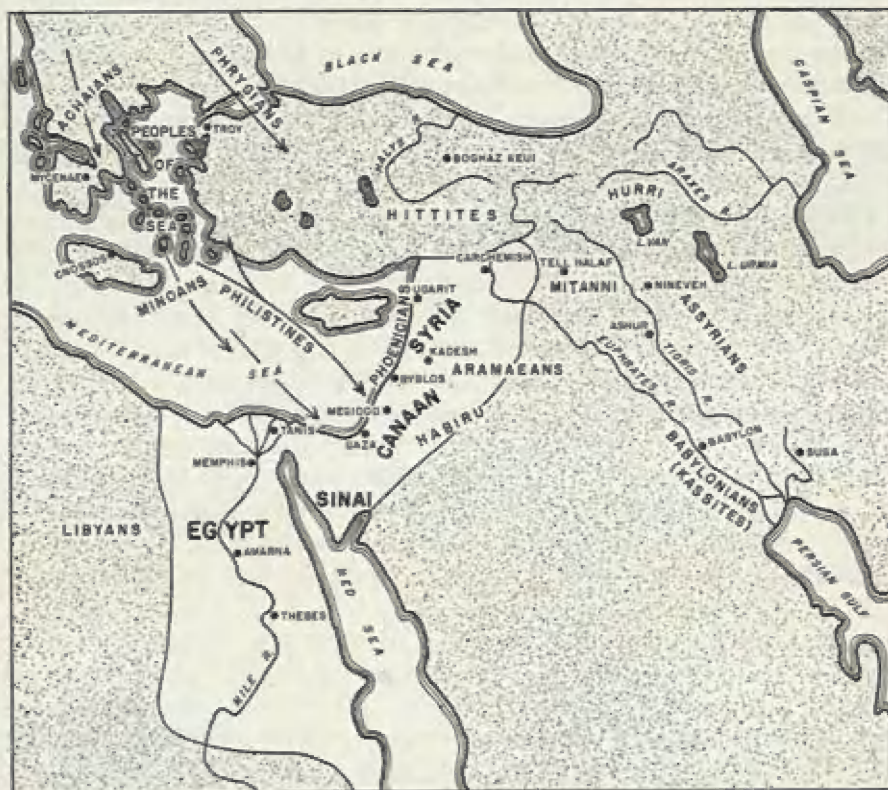 BLACK SEA
CASPIAN SEA
PHRYGIANS
ACHAIANS
PEOPLES OF THE SEA
TROY
MYCENAE
HALYS R.
BOGHAZ KEUI
HURRI
ARAXES R.
L. VAN
L. URMIA
HITTITES
CNOSSOS
CARCHEMISH
TELL HALAF
MITANNI
NINEVEH
MINOANS
PHILISTINES
UGARIT
PHOENICIANS
SYRIA
ASSYRIANS
ASHUR
TIGRIS R.
EUPHRATES R.
MEDITERRANEAN SEA
KADESH
ARAMAEANS
BYBLOS
MEGIDDO
CANAAN
HABIRU
TANIS
GAZA
MEMPHIS
BABYLON
SUSA
BABYLONIANS
(KASSITES)
SINAI
LIBYANS
EGYPT
AMARNA
PERSIAN GULF
RED SEA
THEBES
NILE R.